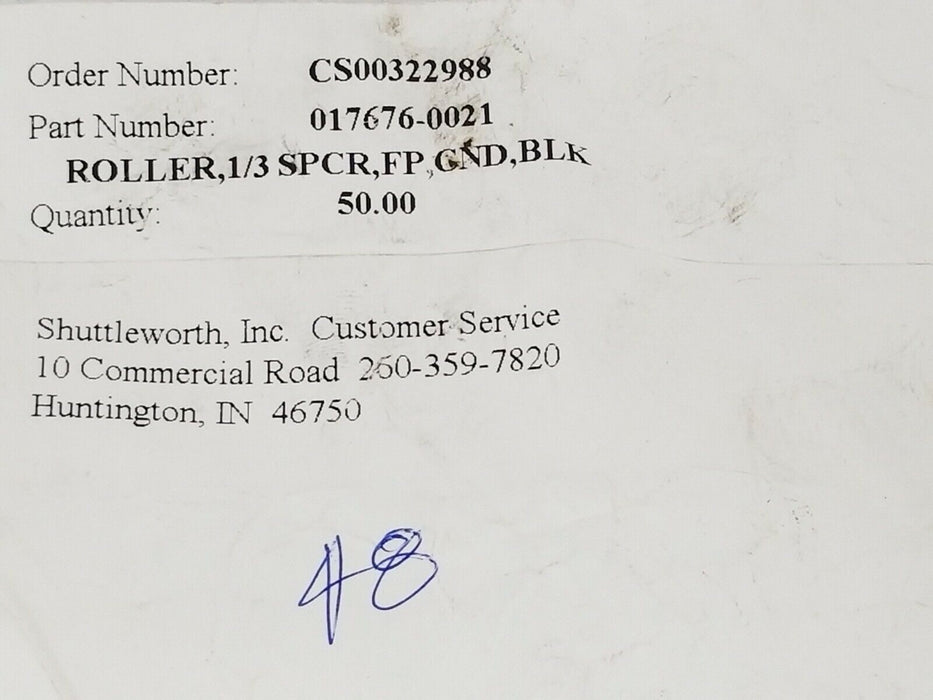 Order Number: CS00322988
Part Number: 017676-0021
ROLLER,1/3 SPCR,FP,GND,BLK
Quantity: 50.00
Shuttleworth, Inc. Customer Service
10 Commercial Road 260-359-7820
Huntington, IN 46750
48